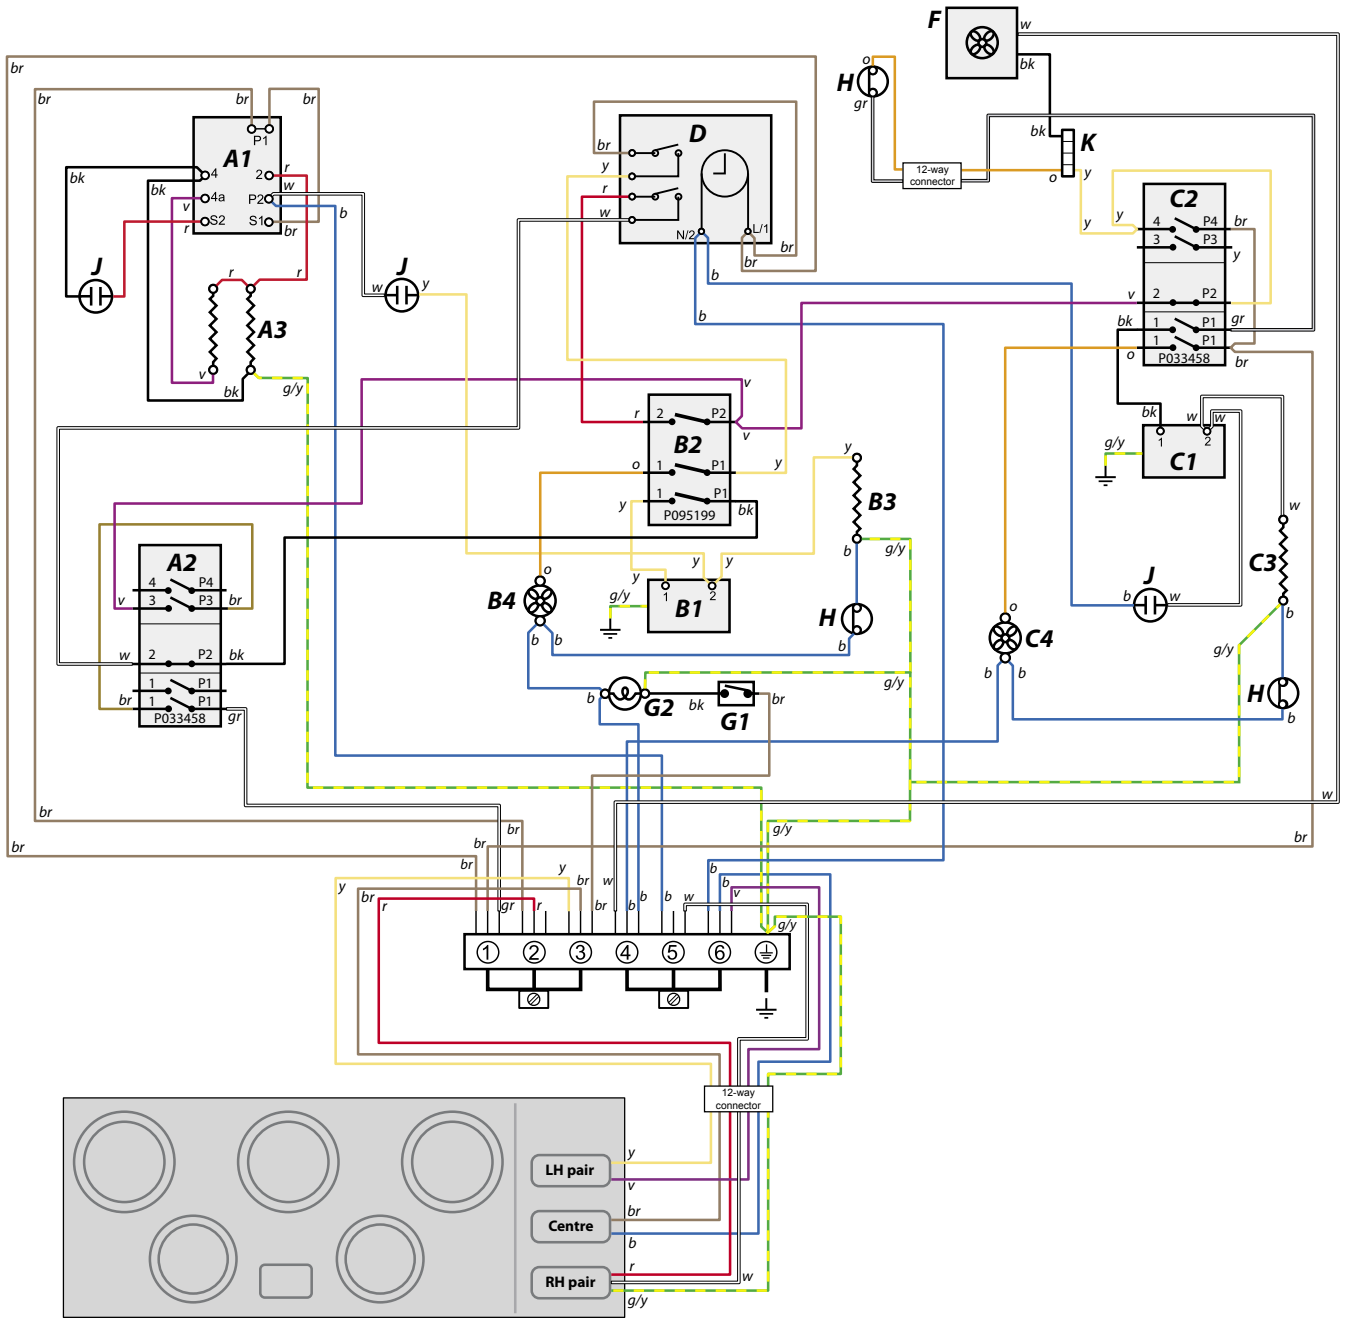 F
w
bk
br
H
o
gr
12-way
connector
bk
K
o
y
br
br
br
P1
A1
4
2
r
w
4a
P2
b
S2
S1
br
bk
bk
v
r
J
r
r
A3
v
bk
g/y
J
w
y
D
br
y
r
w
N/2
L/1
br
br
b
b
C2
y
y
4
P4
br
3
P3
y
v
2
P2
bk
1
P1
gr
o
1
P1
P033458
br
v
v
r
2
P2
B2
o
1
P1
y
y
1
P1
bk
P095199
y
B3
b
g/y
bk
w
w
1
2
g/y
C1
w
C3
b
A2
4
P4
v
3
P3
br
w
2
P2
bk
1
P1
br
1
P1
P033458
gr
o
B4
b
b
y
y
y
g/y
1
2
B1
H
b
J
b
w
o
C4
b
b
g/y
H
b
b
G2
bk
G1
br
g/y
br
br
w
g/y
br
br
br
br
gr
r
y
br
br
w
b
b
b
w
b
b
v
g/y
y
br
r
1
2
3
4
5
6
12-way
connector
LH pair
y
v
Centre
br
b
RH pair
r
w
g/y